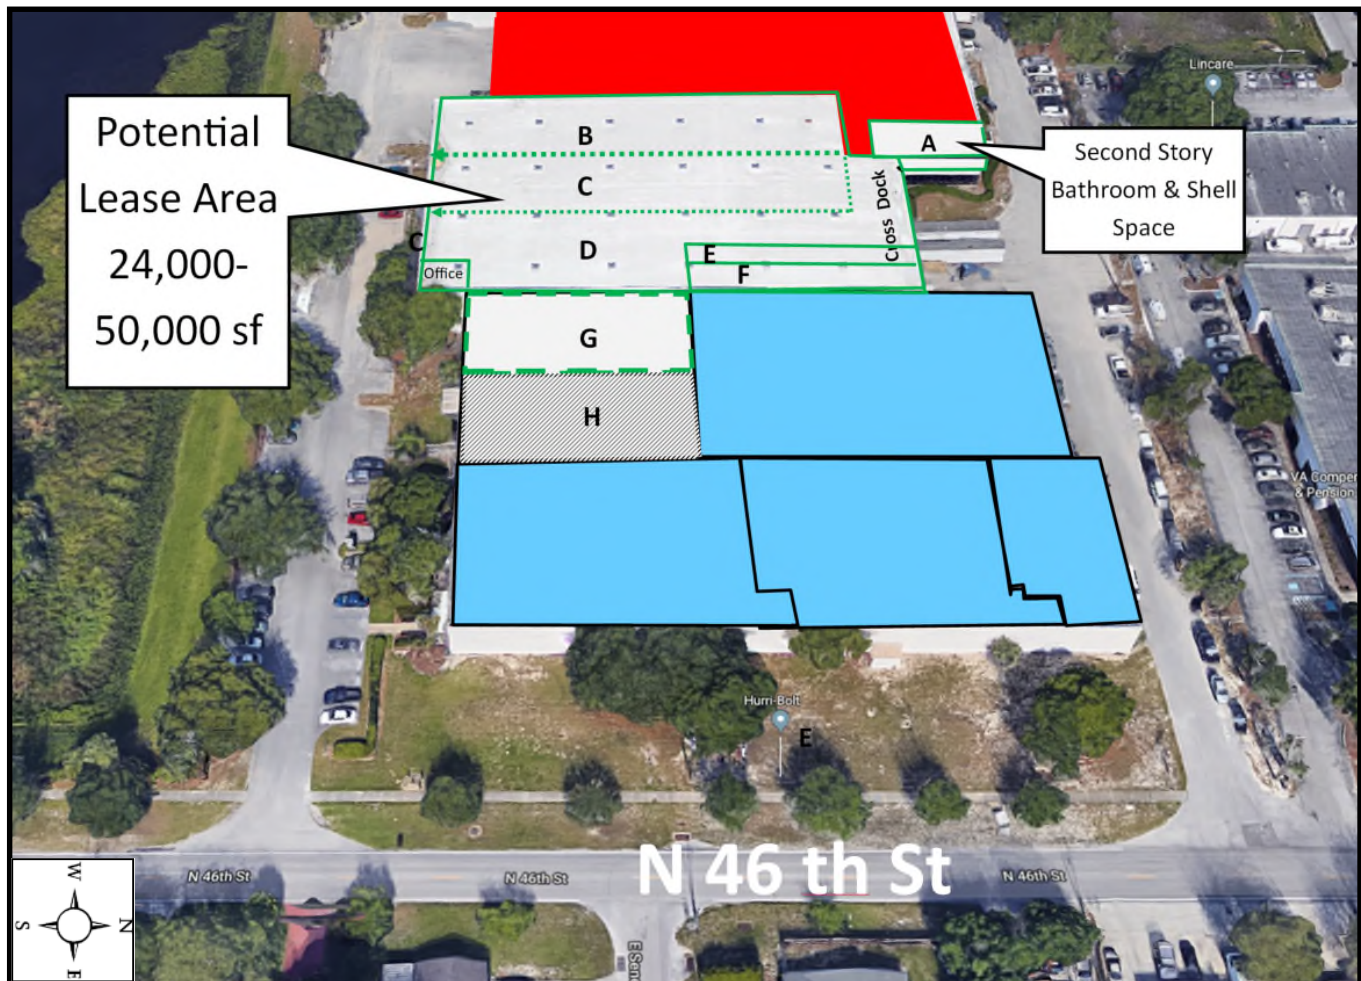 Lincare
Potential
Lease Area
24,000-
50,000 sf
B
A
Second Story
Bathroom & Shell
Space
C
Cross Dock
C
D
E
Office
F
G
H
VA Compen
& Pension
Hurri-Bolt
E
N 46 th St
N 46th St
N 46th St
N 46th St
E Sene
W
S
N
E